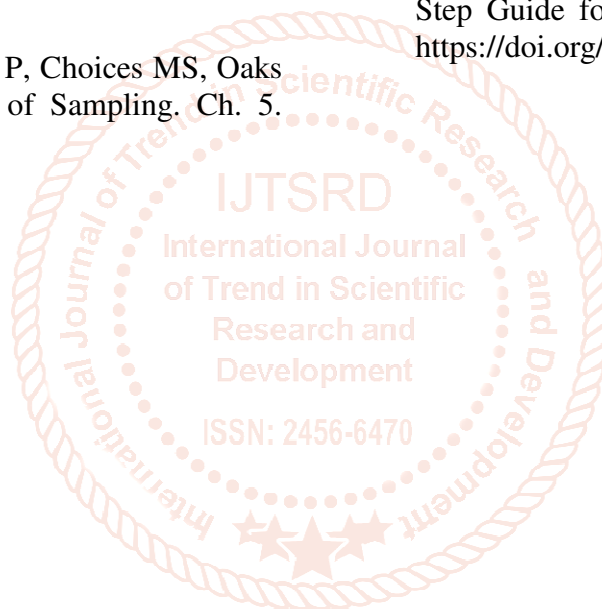 P, Choices MS, Oaks
of Sampling. Ch. 5.
Step Guide fo
https://doi.org/
International Journal of Trend in Scientific Research and Development
IJTSRD
International Journal
of Trend in Scientific
Research and
Development
ISSN: 2456-6470